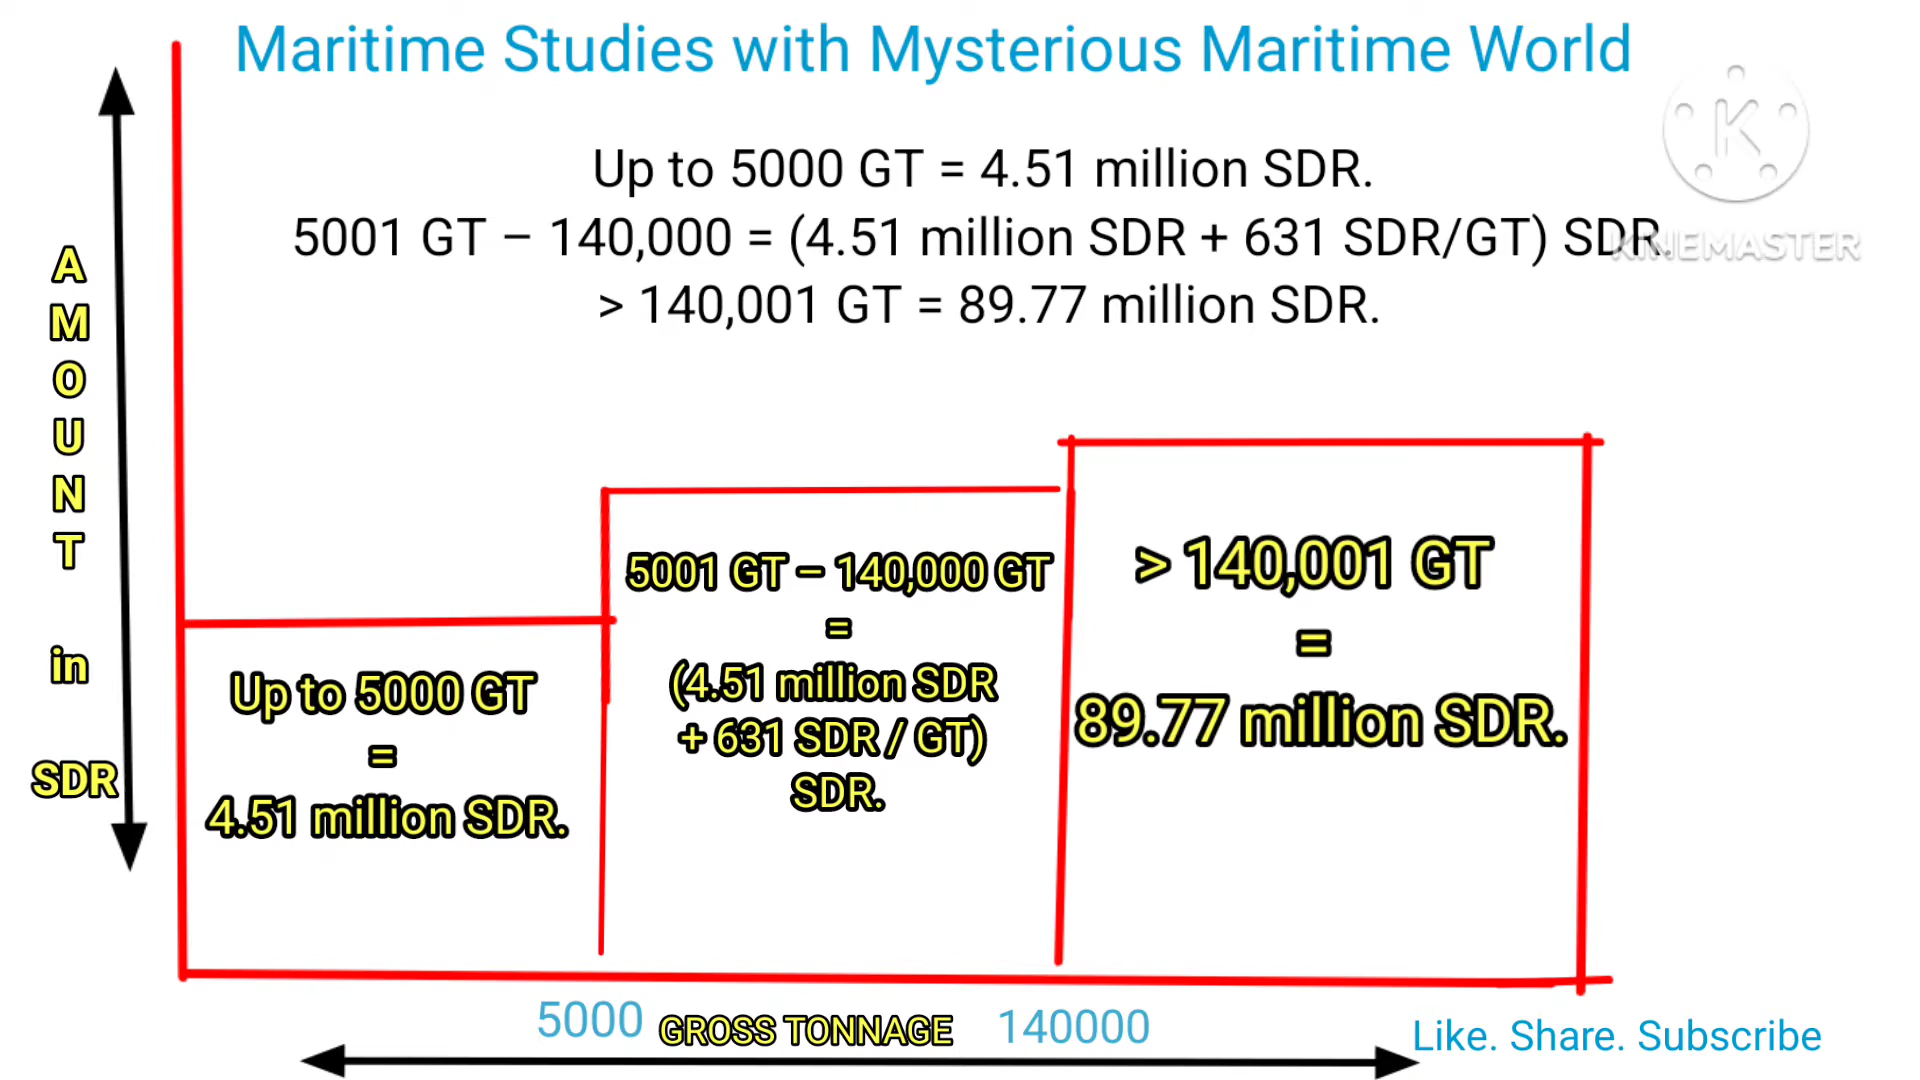 Maritime Studies with Mysterious Maritime World
Up to 5000 GT = 4.51 million SDR.
5001 GT – 140,000 = (4.51 million SDR + 631 SDR/GT) SDR.
> 140,001 GT = 89.77 million SDR.
K
KINEMASTER
AMOUNT
in
SDR
Up to 5000 GT
=
4.51 million SDR.
5001 GT – 140,000 GT
=
(4.51 million SDR
+ 631 SDR / GT)
SDR.
> 140,001 GT
=
89.77 million SDR.
5000
GROSS TONNAGE
140000
Like. Share. Subscribe